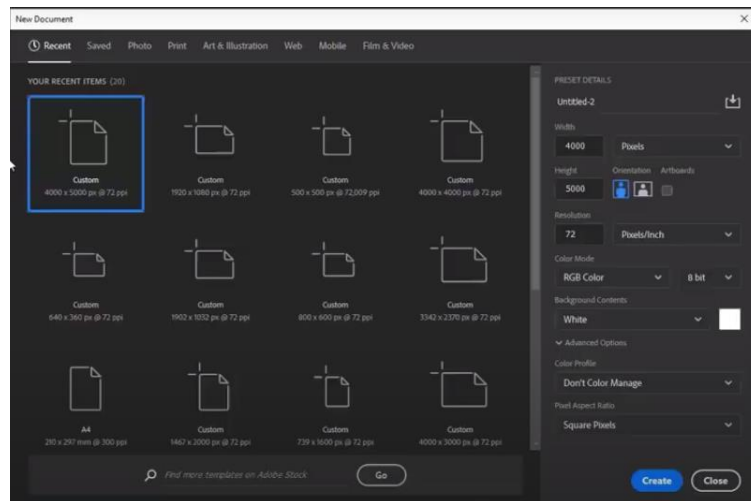 New Document
Recent Saved Photo Print Art & Illustration Web Mobile Film & Video
YOUR RECENT ITEMS (20)
Custom
4000 x 5000 px @ 72 ppi
Custom
1920 x 1080 px @ 72 ppi
Custom
500 x 500 px @ 72,009 ppi
Custom
4000 x 4000 px @ 72 ppi
Custom
640 x 360 px @ 72 ppi
Custom
1902 x 1032 px @ 72 ppi
Custom
800 x 600 px @ 72 ppi
Custom
3342 x 2370 px @ 72 ppi
A4
210 x 297 mm @ 300 ppi
Custom
1467 x 2000 px @ 72 ppi
Custom
739 x 1600 px @ 72 ppi
Custom
4000 x 3000 px @ 72 ppi
Find more templates on Adobe Stock
Go
PRESET DETAILS
Untitled-2
Width
4000 Pixels
Height Orientation Artboards
5000
Resolution
72 Pixels/Inch
Color Mode
RGB Color 8 bit
Background Contents
White
Advanced Options
Color Profile
Don't Color Manage
Pixel Aspect Ratio
Square Pixels
Create Close